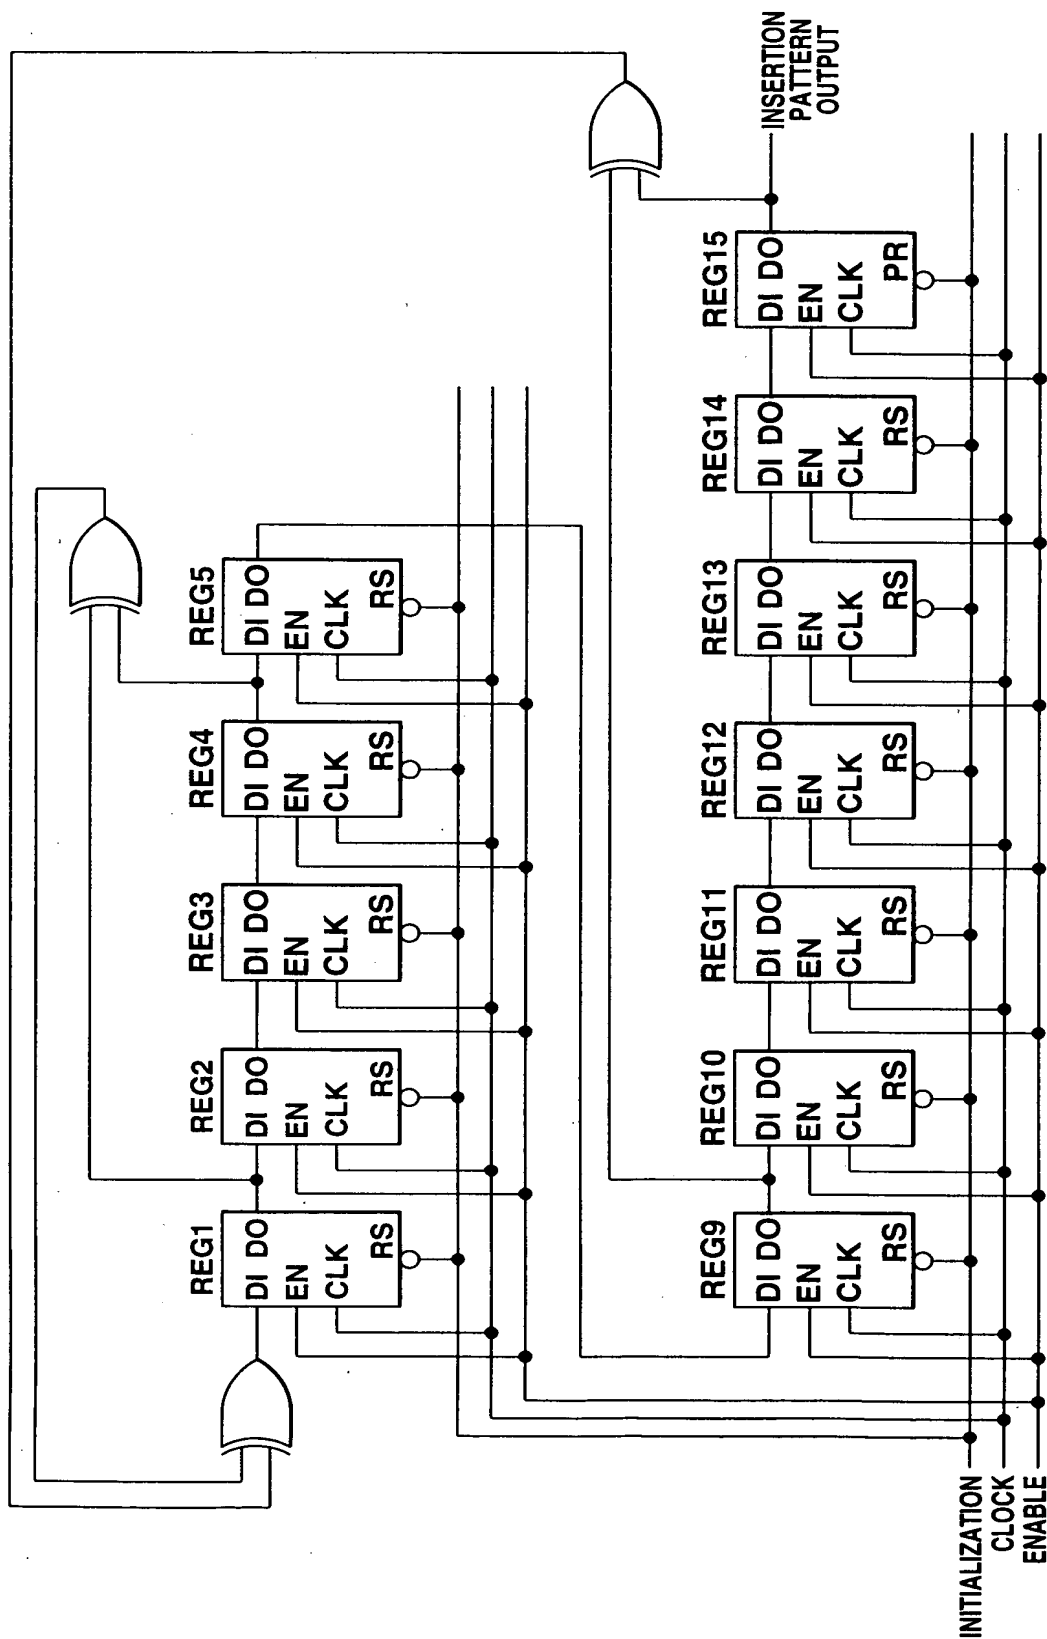 REG1
DI DO
EN
CLK
RS
REG2
DI DO
EN
CLK
RS
REG3
DI DO
EN
CLK
RS
REG4
DI DO
EN
CLK
RS
REG5
DI DO
EN
CLK
RS
REG9
DI DO
EN
CLK
RS
REG10
DI DO
EN
CLK
RS
REG11
DI DO
EN
CLK
RS
REG12
DI DO
EN
CLK
RS
REG13
DI DO
EN
CLK
RS
REG14
DI DO
EN
CLK
RS
REG15
DI DO
EN
CLK
PR
INSERTION
PATTERN
OUTPUT
INITIALIZATION
CLOCK
ENABLE